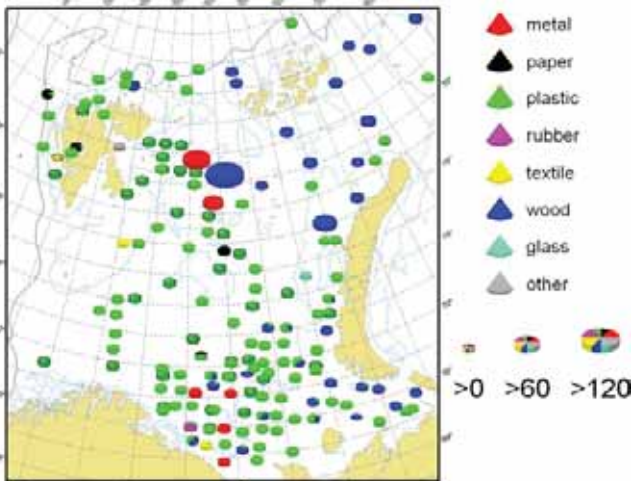 metal
paper
plastic
rubber
textile
wood
glass
other
>0 >60 >120